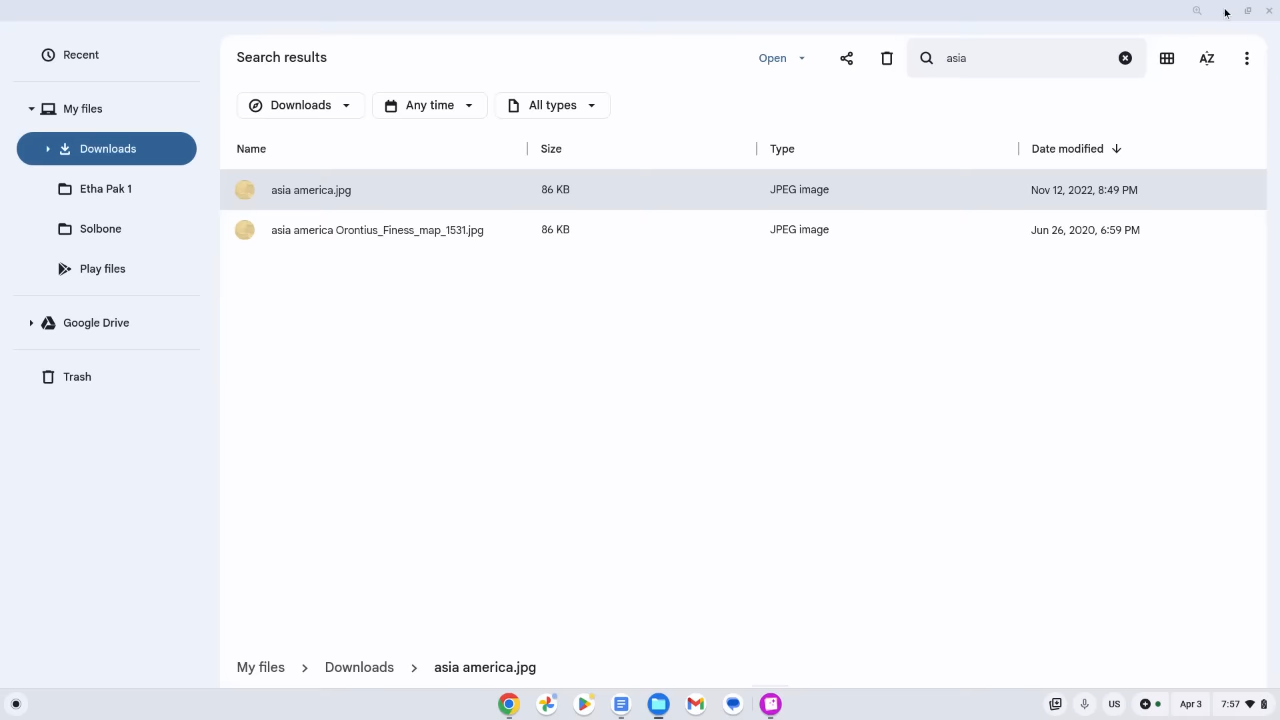 Recent
My files
Downloads
Etha Pak 1
Solbone
Play files
Google Drive
Trash
Search results
Open
asia
AZ
Downloads
Any time
All types
Name Size Type Date modified
asia america.jpg 86 KB JPEG image Nov 12, 2022, 8:49 PM
asia america Orontius_Finess_map_1531.jpg 86 KB JPEG image Jun 26, 2020, 6:59 PM
My files > Downloads > asia america.jpg
US Apr 3 7:57